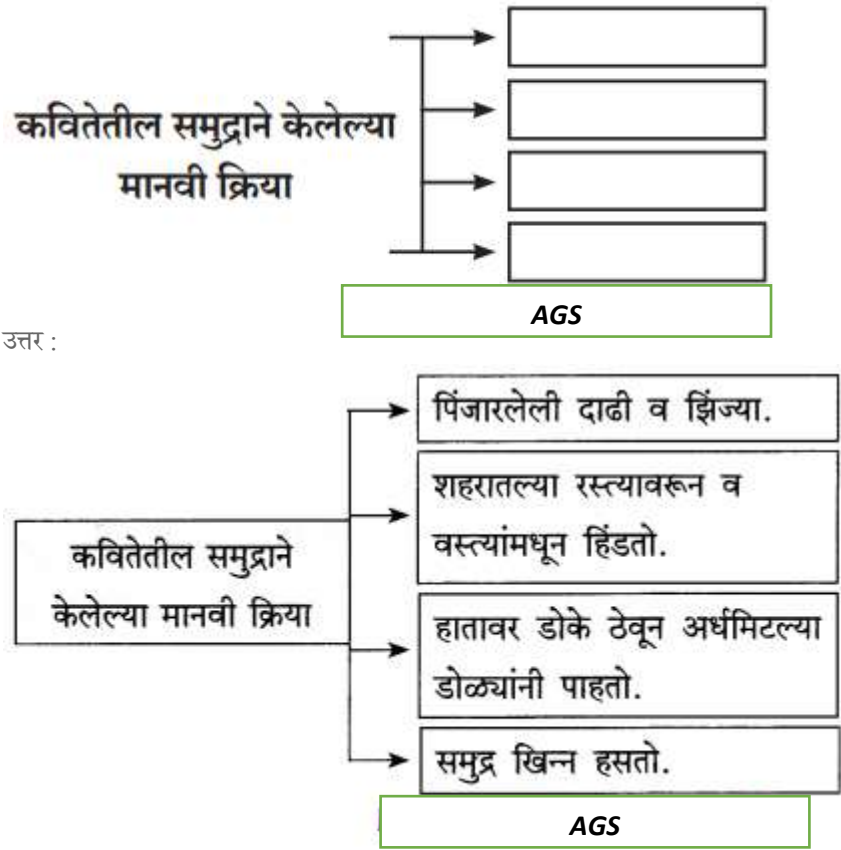 कवितेतील समुद्राने केलेल्या
मानवी क्रिया
AGS
उत्तर :
कवितेतील समुद्राने
केलेल्या मानवी क्रिया
पिंजारलेली दाढी व झिंज्या.
शहरातल्या रस्त्यावरून व
वस्त्यांमधून हिंडतो.
हातावर डोके ठेवून अर्धमिटल्या
डोळ्यांनी पाहतो.
समुद्र खिन्न हसतो.
AGS